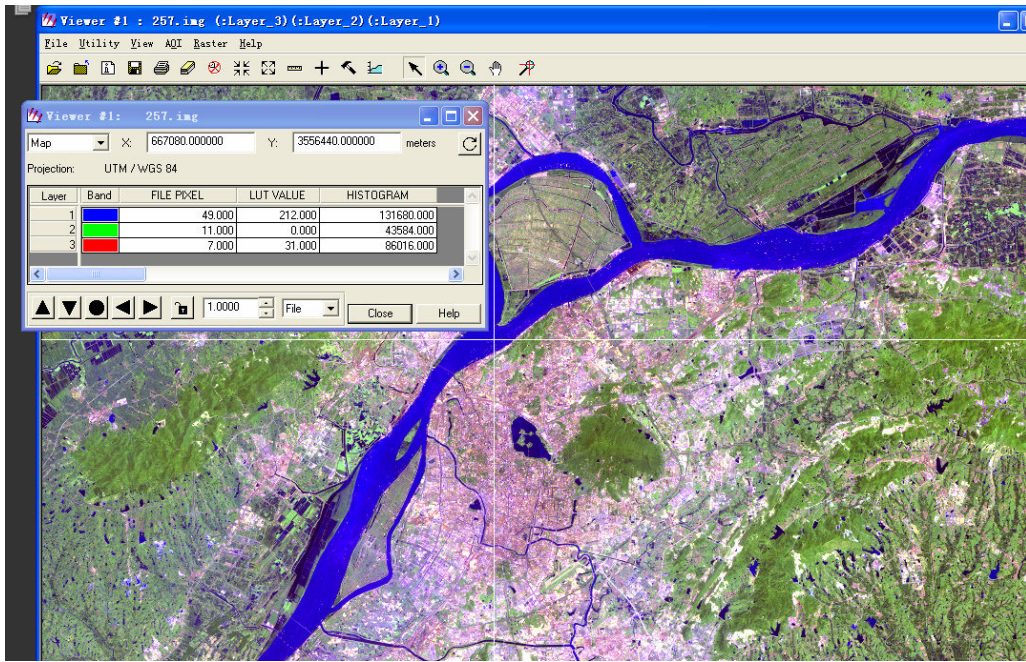 Viewer #1 : 257.img (:Layer_3)(:Layer_2)(:Layer_1)
File Utility View AOI Raster Help
Viewer #1: 257.img
Map X: 667080.000000 Y: 3556440.000000 meters
Projection: UTM / WGS 84
Layer Band FILE PIXEL LUT VALUE HISTOGRAM
1 49.000 212.000 131680.000
2 11.000 0.000 43584.000
3 7.000 31.000 86016.000
1.0000 File Close Help